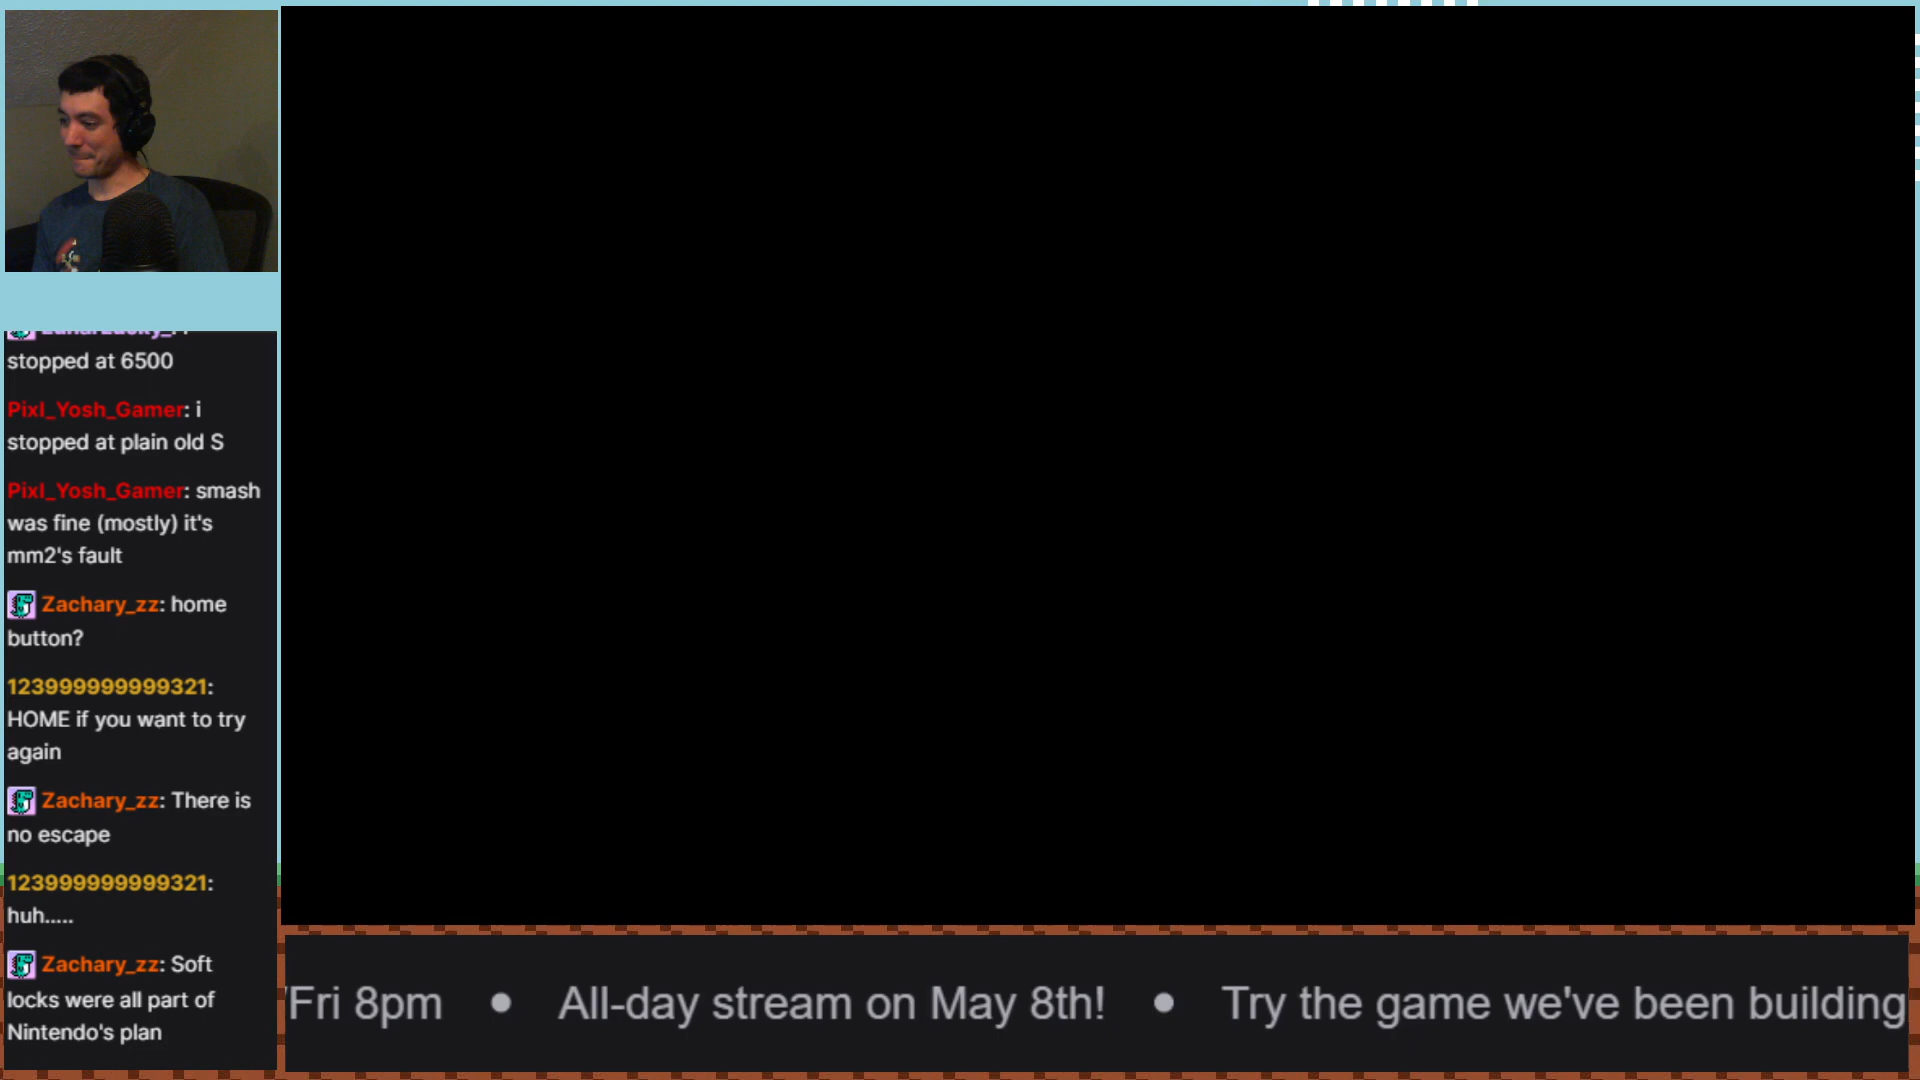 stopped at 6500
Pixl_Yosh_Gamer: i
stopped at plain old S
Pixl_Yosh_Gamer: smash
was fine (mostly) it's
mm2's fault
Zachary_zz: home
button?
123999999999321:
HOME if you want to try
again
Zachary_zz: There is
no escape
123999999999321:
huh.....
Zachary_zz: Soft
locks were all part of
Nintendo's plan
/Fri 8pm • All-day stream on May 8th! • Try the game we've been building